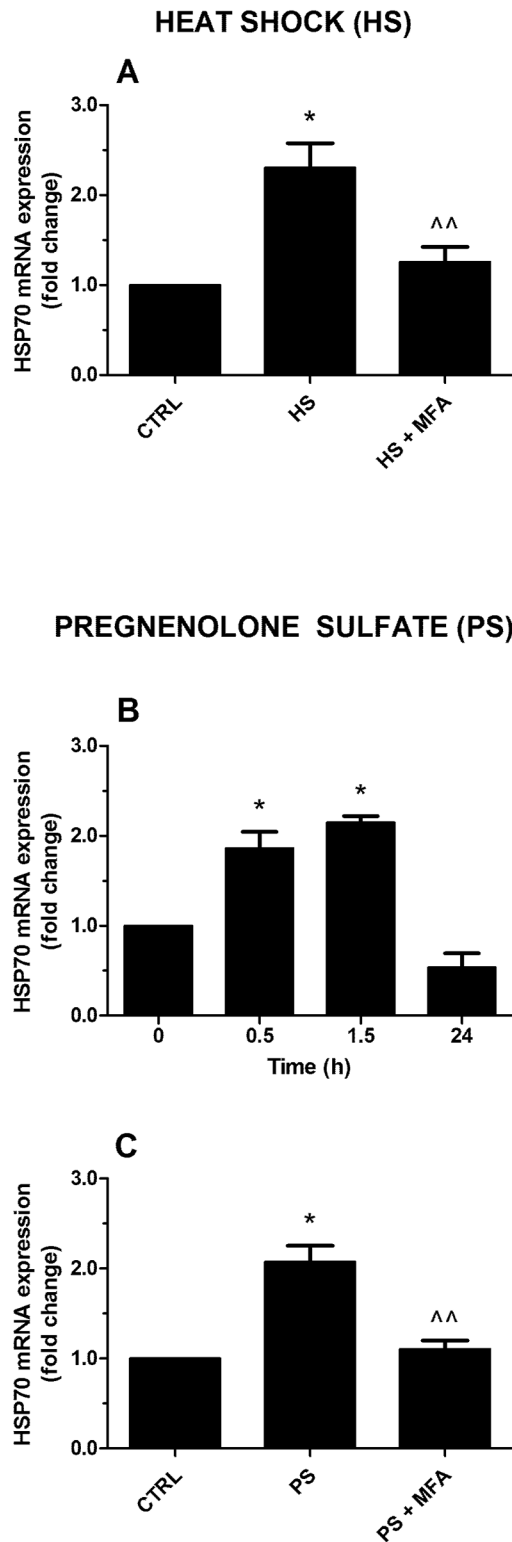 HEAT SHOCK (HS)
A
HSP70 mRNA expression
(fold change)
3.0
2.0
1.0
0.0
*
^^
CTRL
HS
HS + MFA
PREGNENOLONE SULFATE (PS)
B
HSP70 mRNA expression
(fold change)
3.0
2.0
1.0
0.0
*
*
0 0.5 1.5 24
Time (h)
C
HSP70 mRNA expression
(fold change)
3.0
2.0
1.0
0.0
*
^^
CTRL
PS
PS + MFA